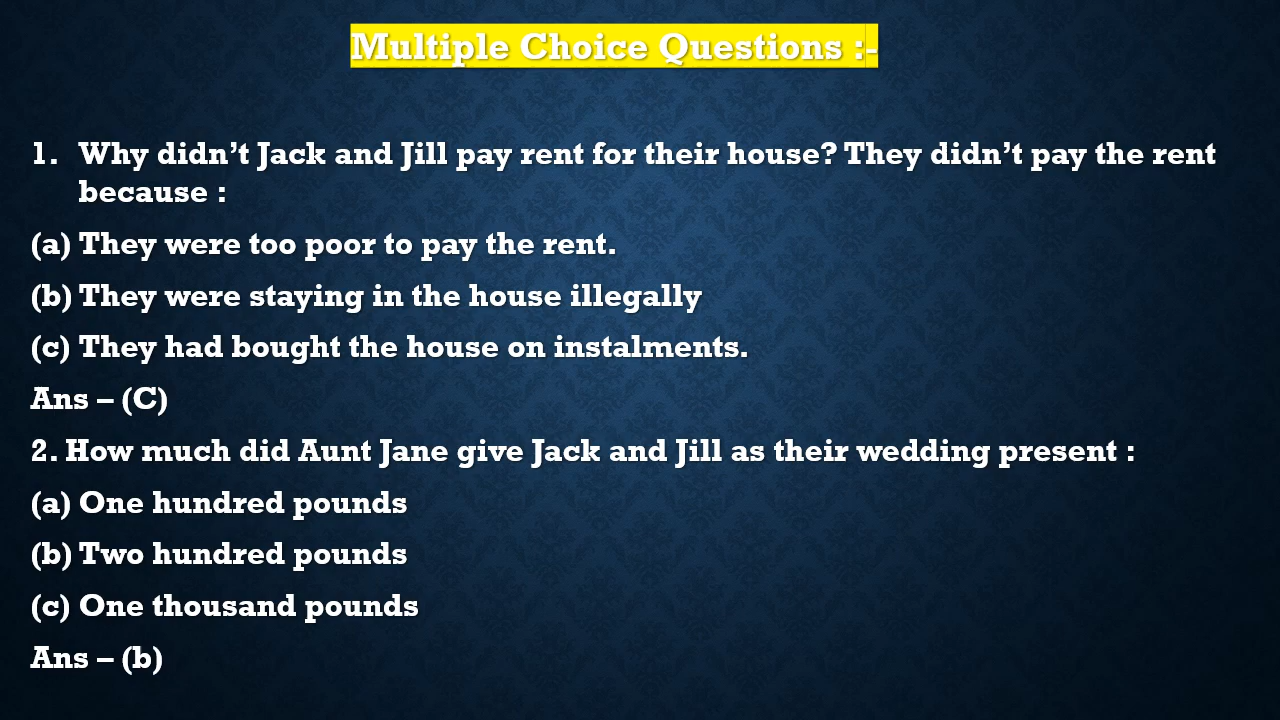 Multiple Choice Questions :-
1. Why didn’t Jack and Jill pay rent for their house? They didn’t pay the rent
because :
(a) They were too poor to pay the rent.
(b) They were staying in the house illegally
(c) They had bought the house on instalments.
Ans – (C)
2. How much did Aunt Jane give Jack and Jill as their wedding present :
(a) One hundred pounds
(b) Two hundred pounds
(c) One thousand pounds
Ans – (b)